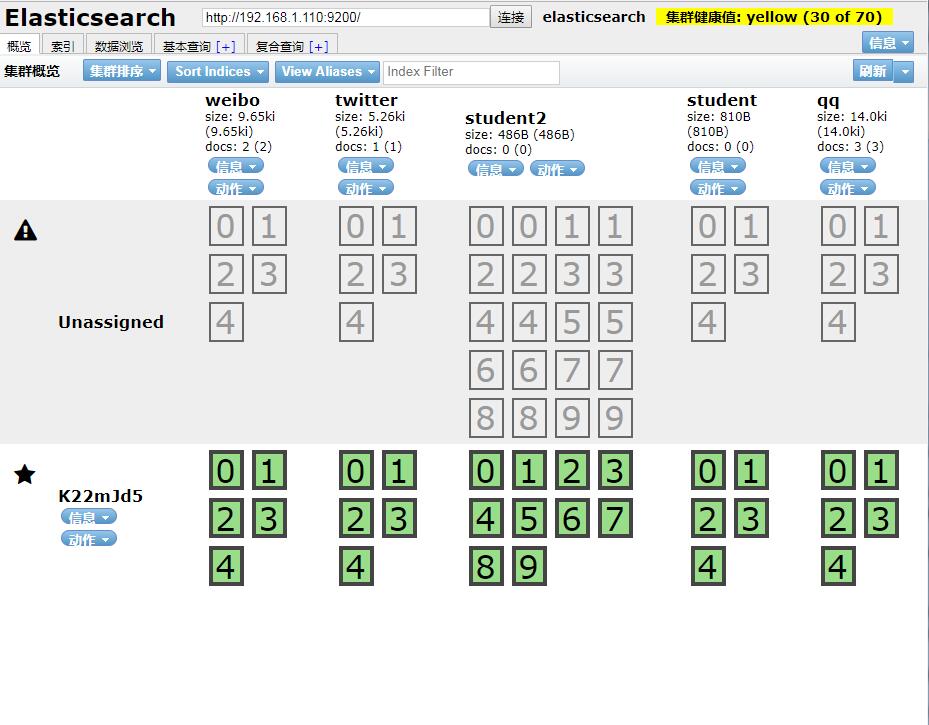 Elasticsearch http://192.168.1.110:9200/ 连接 elasticsearch 集群健康值: yellow (30 of 70)
概览 索引 数据浏览 基本查询 [+] 复合查询 [+] 信息
集群概览 集群排序 Sort Indices View Aliases Index Filter 刷新
weibo
size: 9.65ki
(9.65ki)
docs: 2 (2)
信息
动作
twitter
size: 5.26ki
(5.26ki)
docs: 1 (1)
信息
动作
student2
size: 486B (486B)
docs: 0 (0)
信息 动作
student
size: 810B
(810B)
docs: 0 (0)
信息
动作
qq
size: 14.0ki
(14.0ki)
docs: 3 (3)
信息
动作
Unassigned
0 1 0 1 0 0 1 1 0 1 0 1
2 3 2 3 2 2 3 3 2 3 2 3
4 4 4 4 5 5 4 4
6 6 7 7
8 8 9 9
K22mJd5
信息
动作
0 1 0 1 0 1 2 3 0 1 0 1
2 3 2 3 4 5 6 7 2 3 2 3
4 4 8 9 4 4